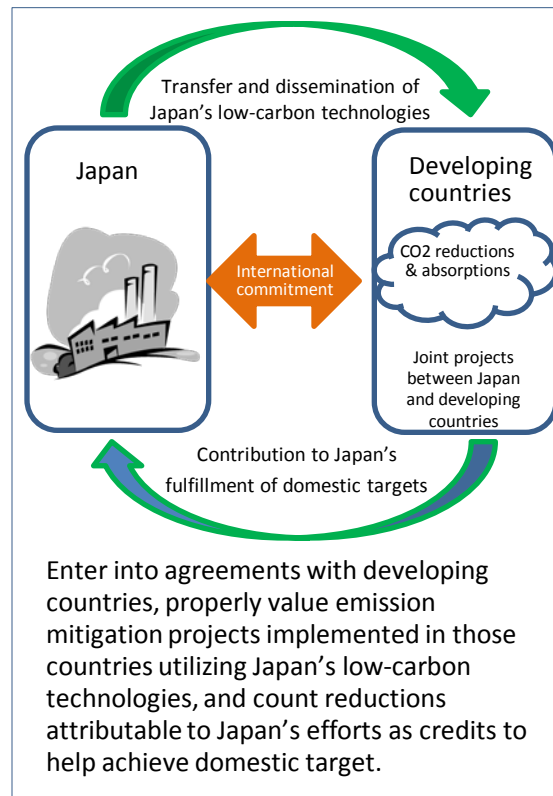 Transfer and dissemination of
Japan's low-carbon technologies
Japan
Developing
countries
CO2 reductions
& absorptions
International
commitment
Joint projects
between Japan
and developing
countries
Contribution to Japan's
fulfillment of domestic targets
Enter into agreements with developing
countries, properly value emission
mitigation projects implemented in those
countries utilizing Japan's low-carbon
technologies, and count reductions
attributable to Japan's efforts as credits to
help achieve domestic target.